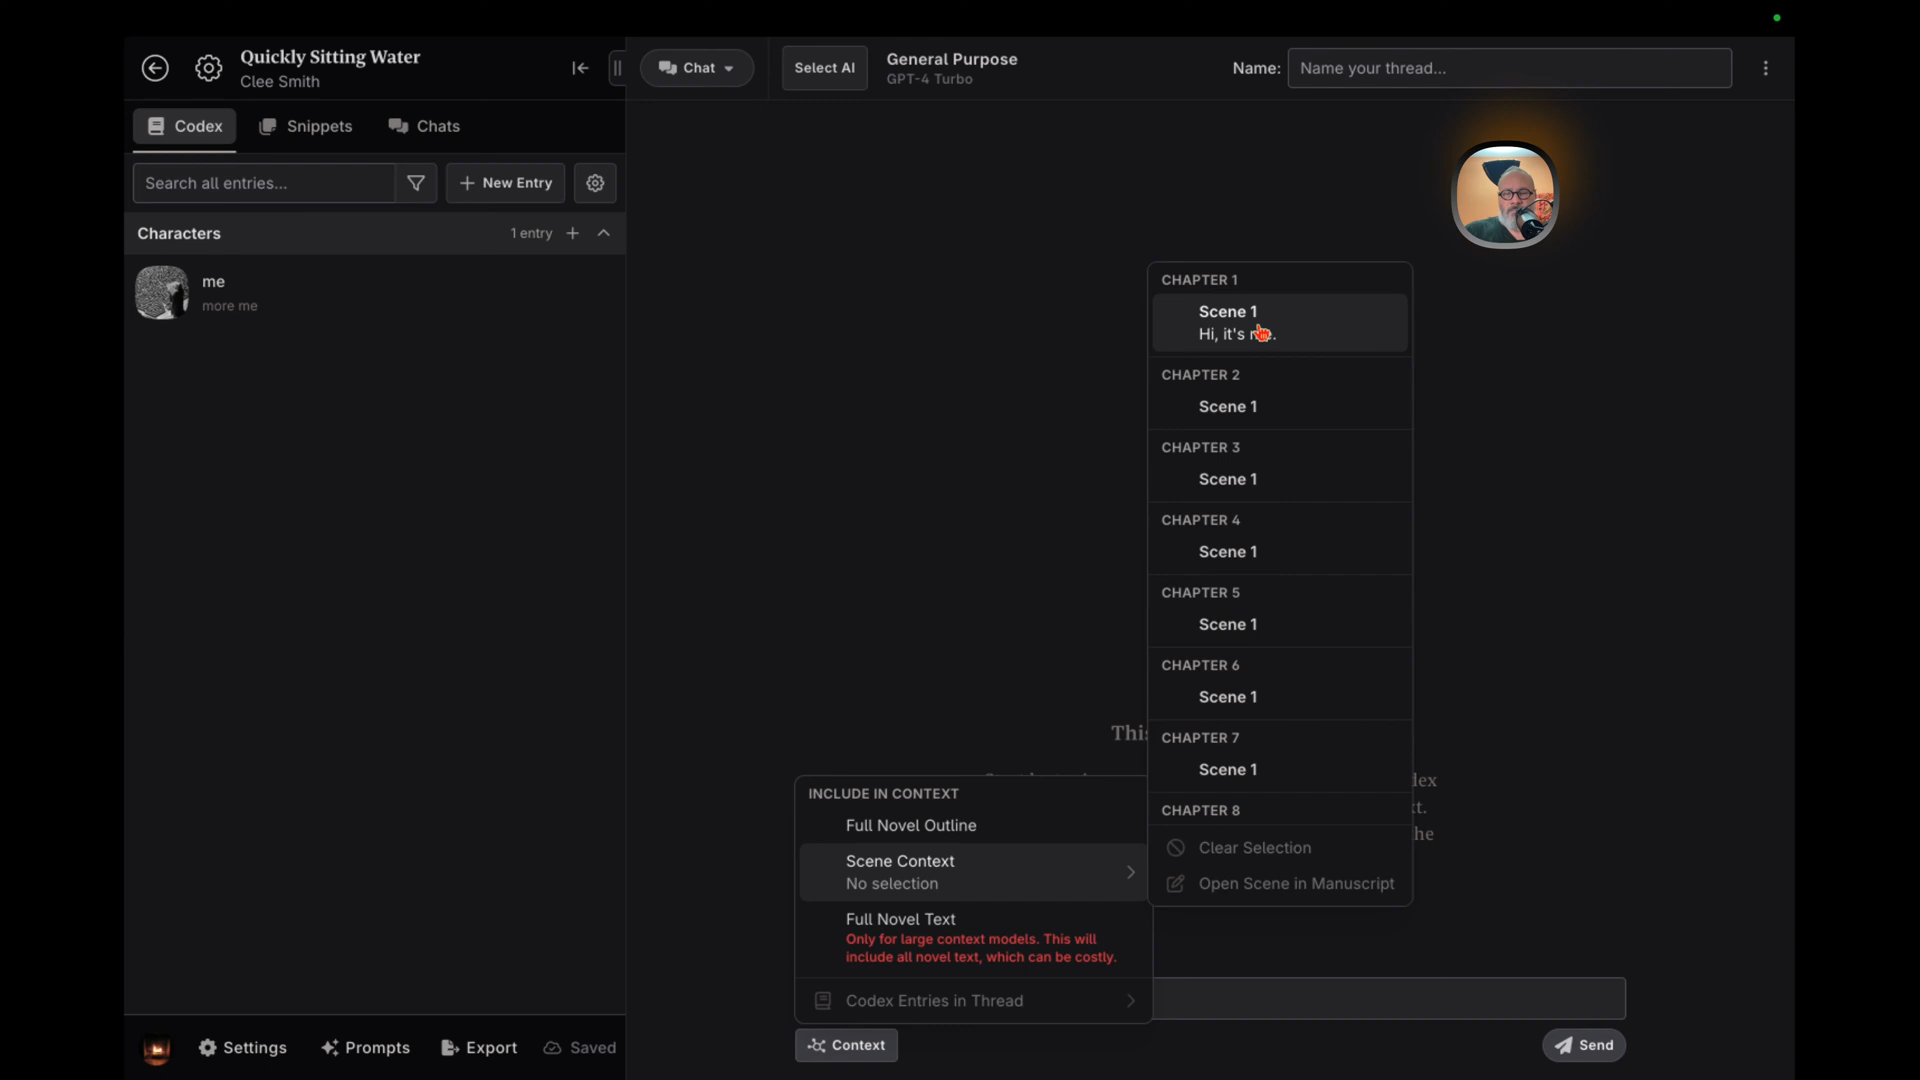 Quickly Sitting Water
Clee Smith
Chat
Select AI
General Purpose
GPT-4 Turbo
Name:
Name your thread...
Codex
Snippets
Chats
Search all entries...
New Entry
Characters
1 entry
me
more me
CHAPTER 1
Scene 1
Hi, it's
CHAPTER 2
Scene 1
CHAPTER 3
Scene 1
CHAPTER 4
Scene 1
CHAPTER 5
Scene 1
CHAPTER 6
Scene 1
CHAPTER 7
Scene 1
CHAPTER 8
Clear Selection
Open Scene in Manuscript
This
INCLUDE IN CONTEXT
Full Novel Outline
Scene Context
No selection
Full Novel Text
Only for large context models. This will
include all novel text, which can be costly.
Codex Entries in Thread
Context
Send
Settings
Prompts
Export
Saved